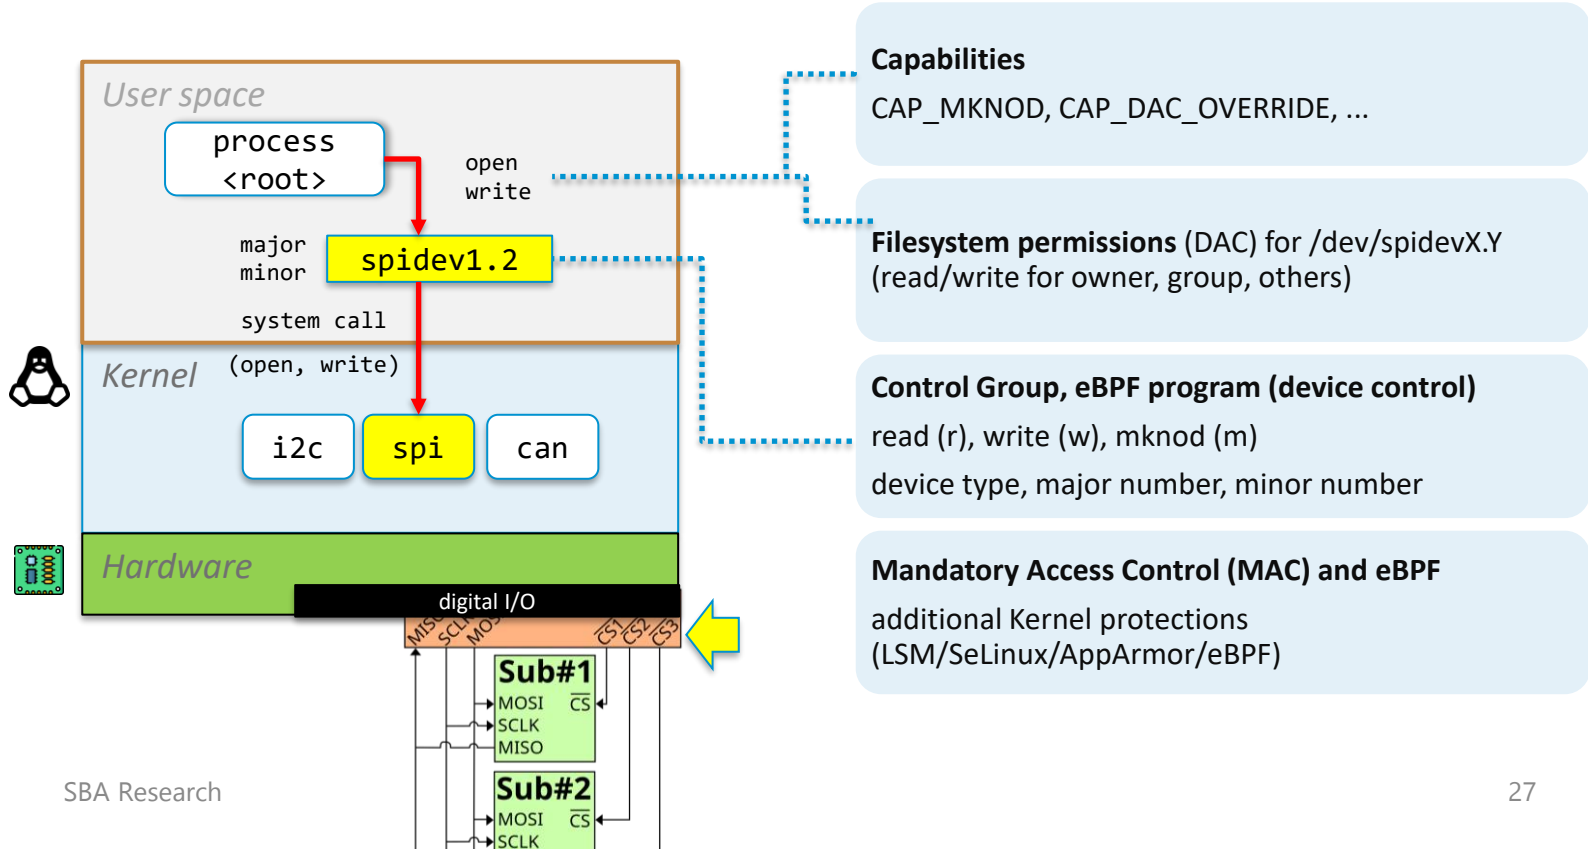 User space
process
<root>
open
write
major
minor
spidev1.2
system call
Kernel
(open, write)
i2c
spi
can
Hardware
digital I/O
CS1 CS2 CS3
Sub#1
MOSI CS
SCLK
MISO
Sub#2
MOSI CS
SCLK
Capabilities
CAP_MKNOD, CAP_DAC_OVERRIDE, ...
Filesystem permissions (DAC) for /dev/spidevX.Y
(read/write for owner, group, others)
Control Group, eBPF program (device control)
read (r), write (w), mknod (m)
device type, major number, minor number
Mandatory Access Control (MAC) and eBPF
additional Kernel protections
(LSM/SeLinux/AppArmor/eBPF)
SBA Research
27